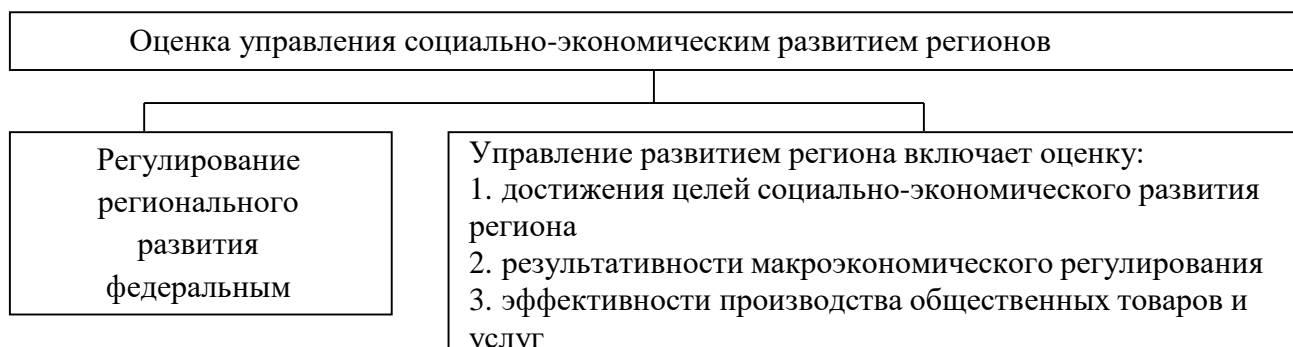 Оценка управления социально-экономическим развитием регионов
Регулирование
регионального
развития
федеральным
Управление развитием региона включает оценку:
1. достижения целей социально-экономического развития
региона
2. результативности макроэкономического регулирования
3. эффективности производства общественных товаров и
услуг